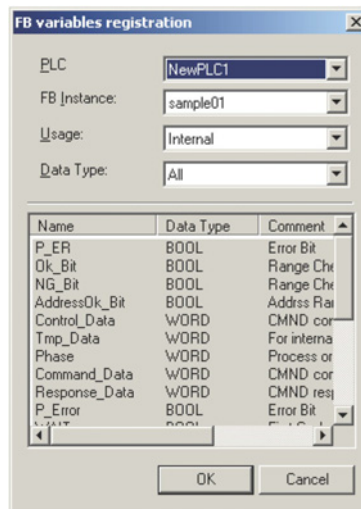 FB variables registration
PLC NewPLC1
FB Instance: sample01
Usage: Internal
Data Type: All
Name Data Type Comment
P_ER BOOL Error Bit
Ok_Bit BOOL Range Che
NG_Bit BOOL Range Che
AddressOk_Bit BOOL Addrss Rar
Control_Data WORD CMND cor
Tmp_Data WORD For interna
Phase WORD Process or
Command_Data WORD CMND cor
Response_Data WORD CMND resp
P_Error BOOL Error Bit
OK Cancel